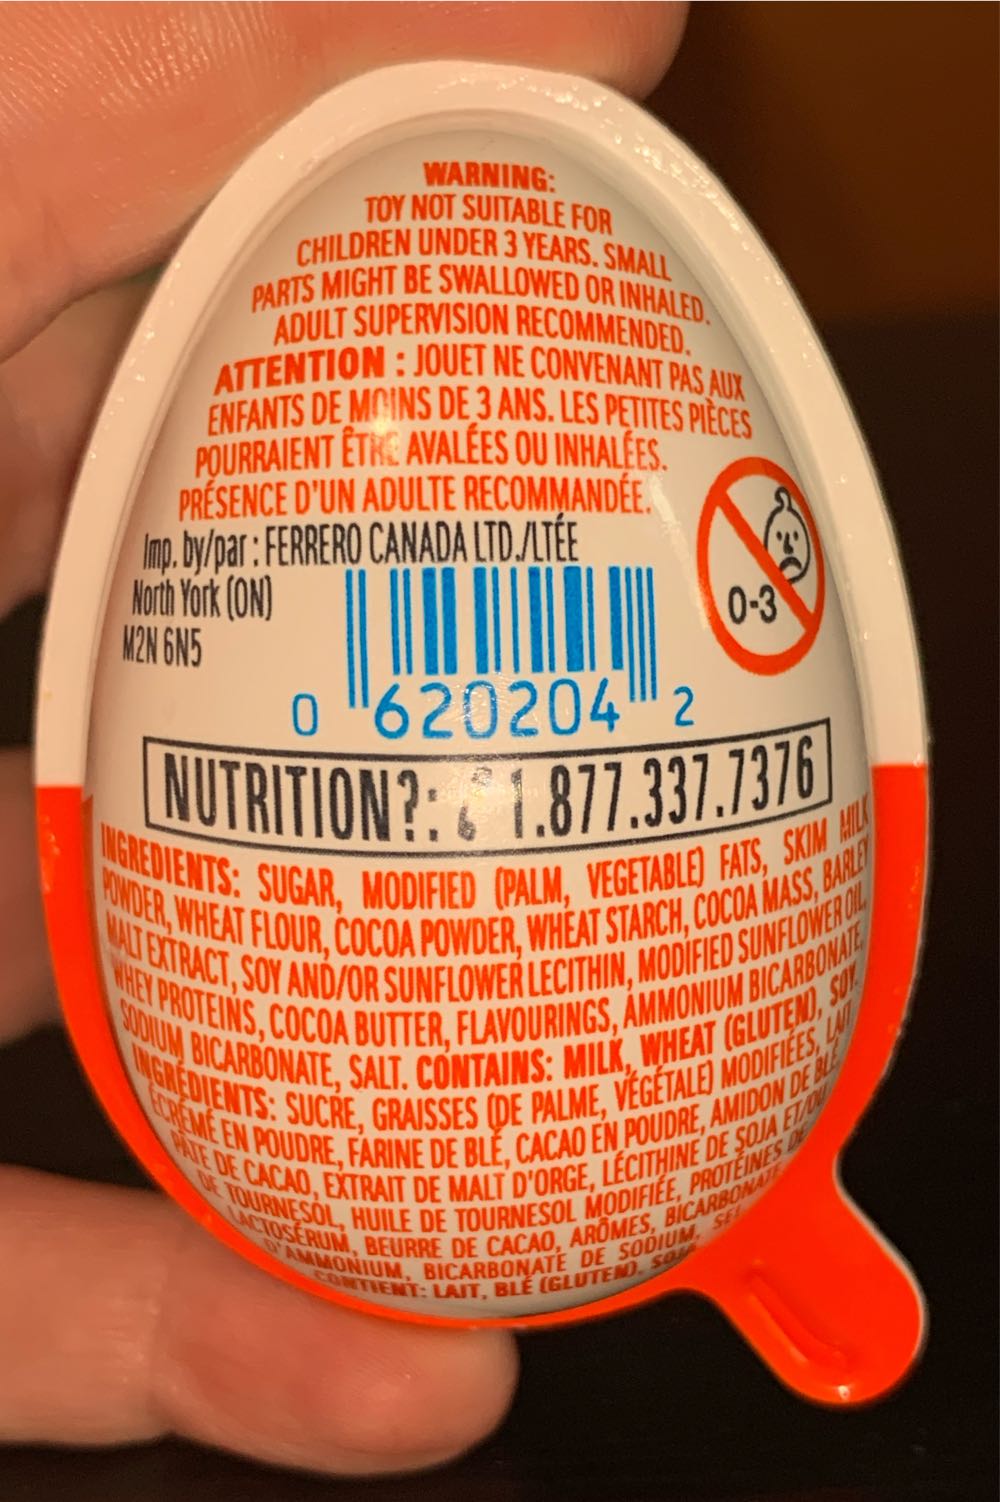 WARNING:
TOY NOT SUITABLE FOR
CHILDREN UNDER 3 YEARS. SMALL
PARTS MIGHT BE SWALLOWED OR INHALED.
ADULT SUPERVISION RECOMMENDED.
ATTENTION : JOUET NE CONVENANT PAS AUX
ENFANTS DE MOINS DE 3 ANS. LES PETITES PIÈCES
POURRAIENT ÊTRE AVALÉES OU INHALÉES.
PRÉSENCE D'UN ADULTE RECOMMANDÉE.
0-3
Imp. by/par : FERRERO CANADA LTD./LTÉE
North York (ON)
M2N 6N5
0 620204 2
NUTRITION?: 1.877.337.7376
INGREDIENTS: SUGAR, MODIFIED (PALM, VEGETABLE) FATS, SKIM MILK
POWDER, WHEAT FLOUR, COCOA POWDER, WHEAT STARCH, COCOA MASS, BARLEY
MALT EXTRACT, SOY AND/OR SUNFLOWER LECITHIN, MODIFIED SUNFLOWER OIL,
WHEY PROTEINS, COCOA BUTTER, FLAVOURINGS, AMMONIUM BICARBONATE,
SODIUM BICARBONATE, SALT. CONTAINS: MILK, WHEAT (GLUTEN), SOY.
INGRÉDIENTS: SUCRE, GRAISSES (DE PALME, VÉGÉTALE) MODIFIÉES, LAIT
ÉCRÉMÉ EN POUDRE, FARINE DE BLÉ, CACAO EN POUDRE, AMIDON DE BLÉ,
PÂTE DE CACAO, EXTRAIT DE MALT D'ORGE, LÉCITHINE DE SOJA ET/OU
DE TOURNESOL, HUILE DE TOURNESOL MODIFIÉE, PROTÉINES DE
LACTOSÉRUM, BEURRE DE CACAO, ARÔMES, BICARBONATE
D'AMMONIUM, BICARBONATE DE SODIUM, SEL.
CONTIENT: LAIT, BLÉ (GLUTEN), SOJA.